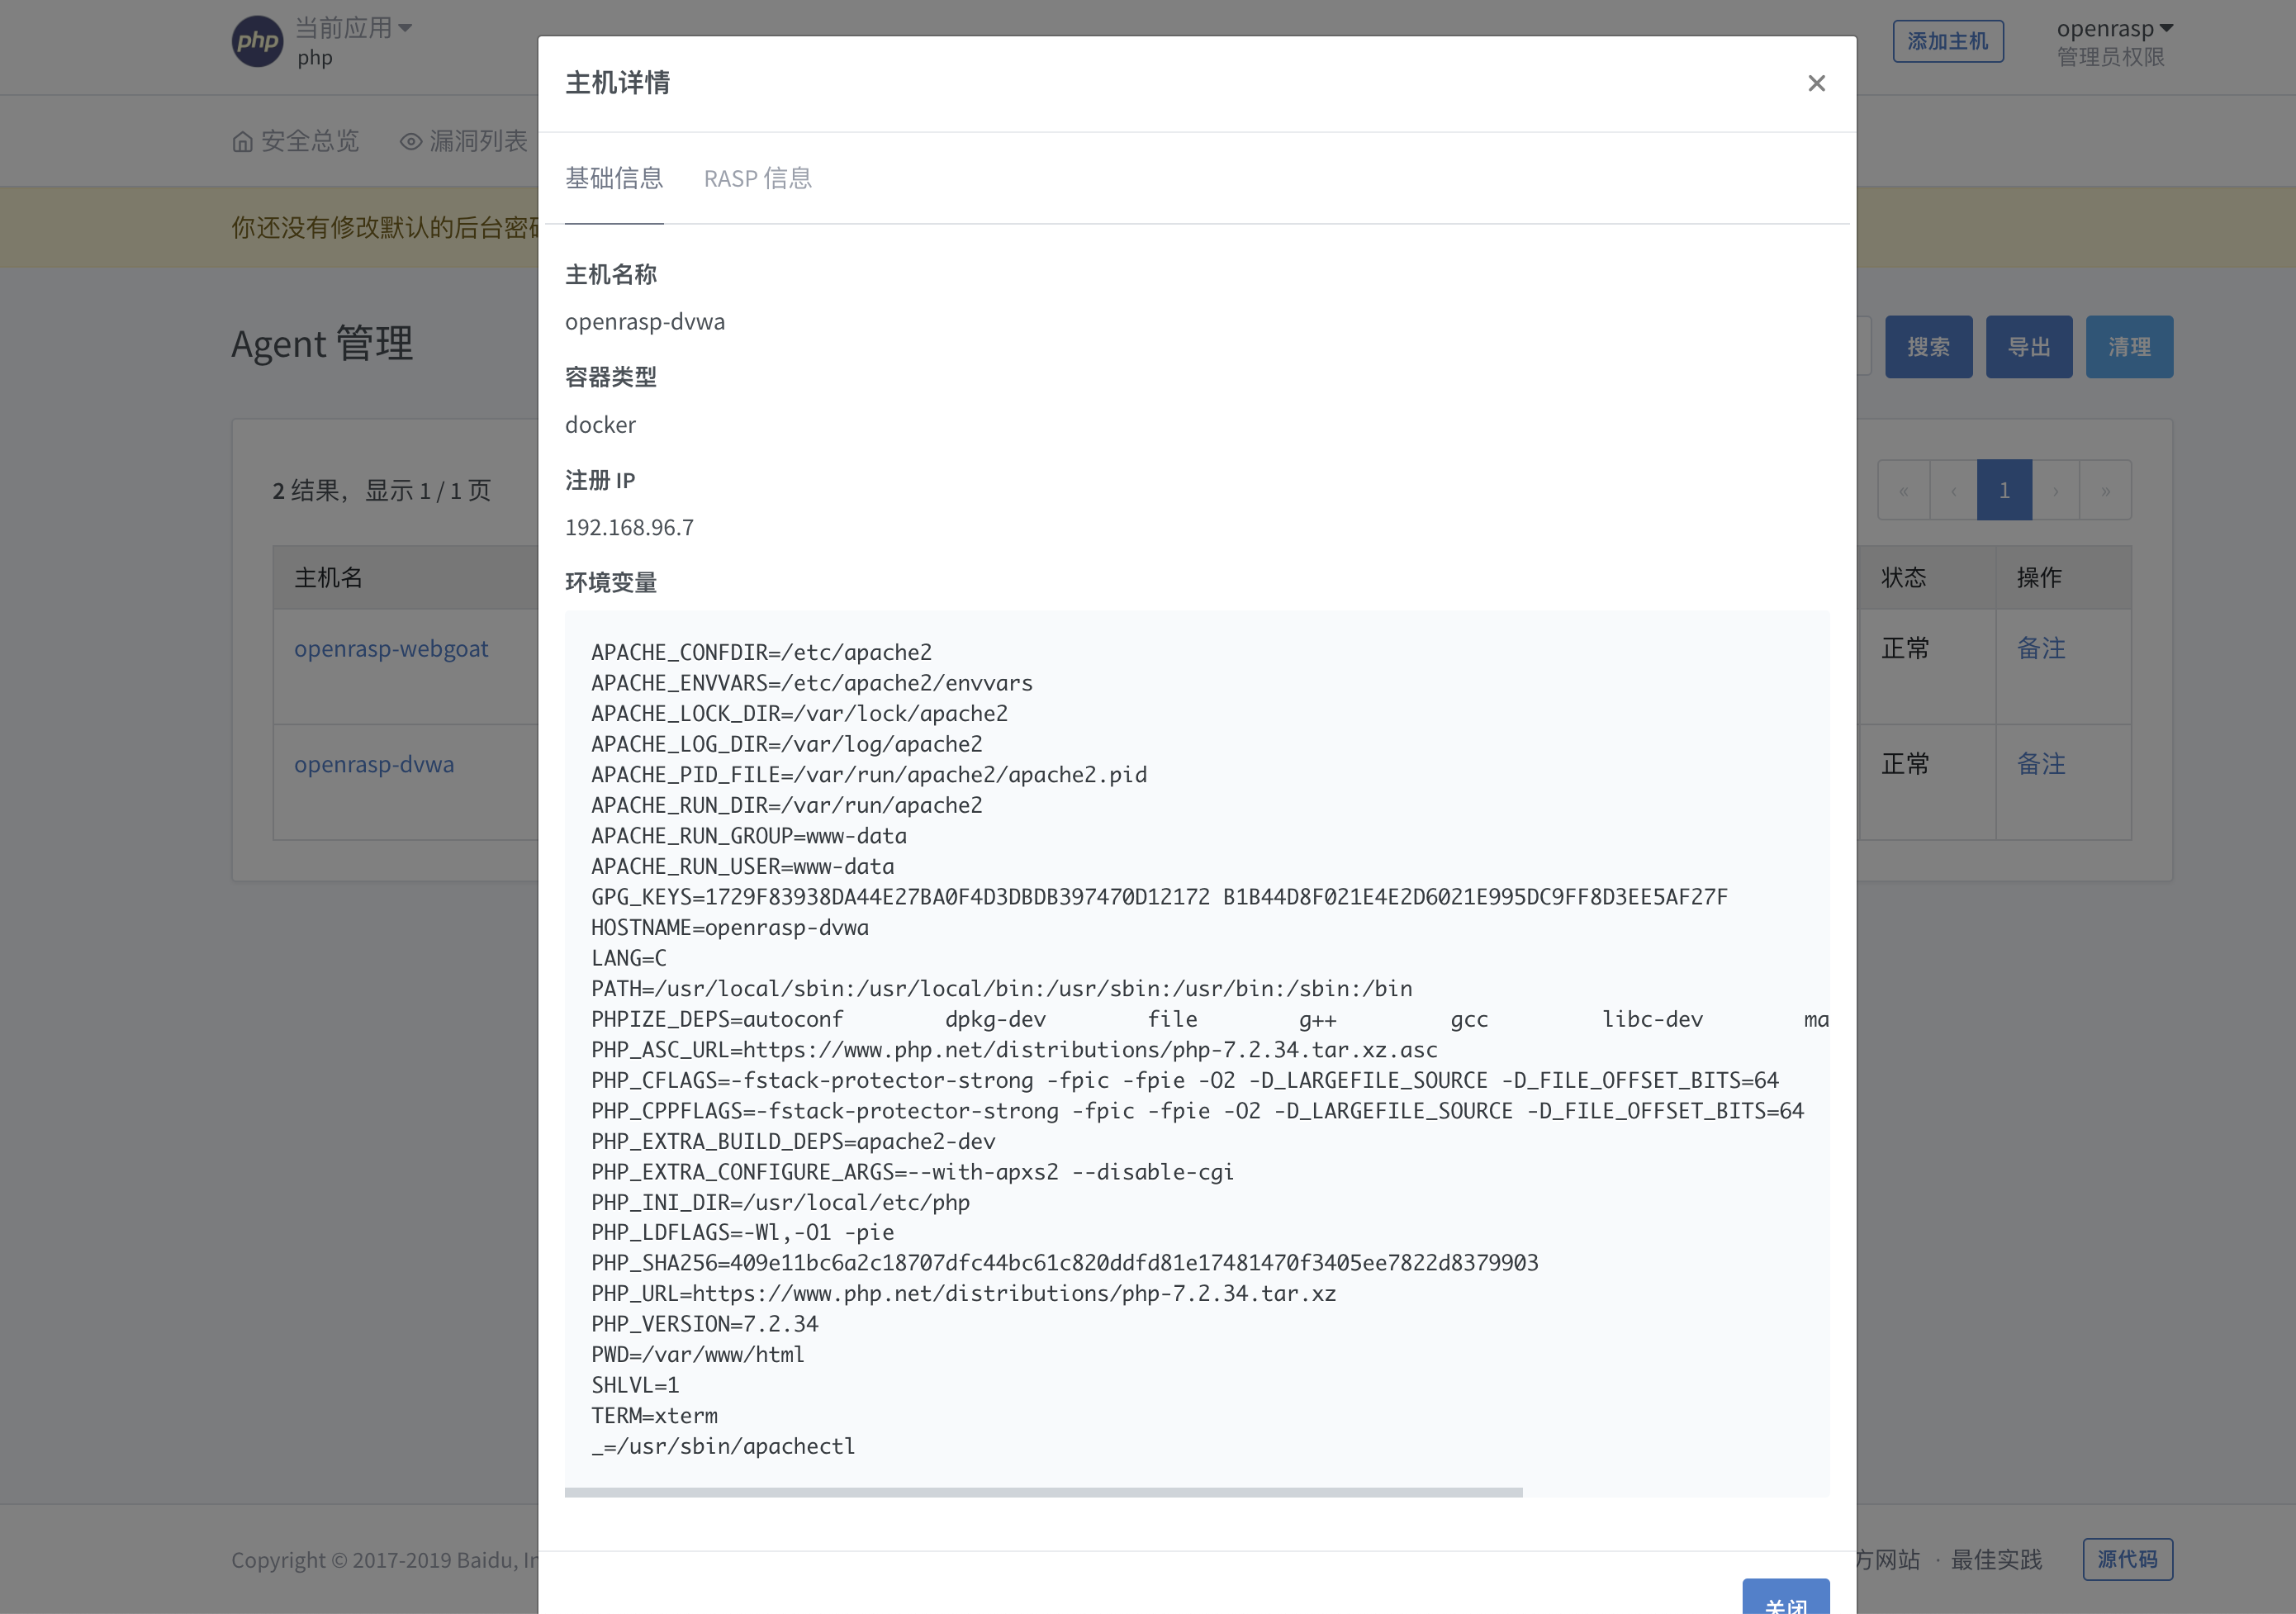 php
当前应用
php
添加主机
openrasp
管理员权限
安全总览
漏洞列表
你还没有修改默认的后台密
Agent 管理
搜索
导出
清理
2 结果，显示 1 / 1 页
« ‹ 1 › »
主机名
状态
操作
openrasp-webgoat
正常
备注
openrasp-dvwa
正常
备注
主机详情
×
基础信息
RASP 信息
主机名称
openrasp-dvwa
容器类型
docker
注册 IP
192.168.96.7
环境变量
APACHE_CONFDIR=/etc/apache2
APACHE_ENVVARS=/etc/apache2/envvars
APACHE_LOCK_DIR=/var/lock/apache2
APACHE_LOG_DIR=/var/log/apache2
APACHE_PID_FILE=/var/run/apache2/apache2.pid
APACHE_RUN_DIR=/var/run/apache2
APACHE_RUN_GROUP=www-data
APACHE_RUN_USER=www-data
GPG_KEYS=1729F83938DA44E27BA0F4D3DBDB397470D12172 B1B44D8F021E4E2D6021E995DC9FF8D3EE5AF27F
HOSTNAME=openrasp-dvwa
LANG=C
PATH=/usr/local/sbin:/usr/local/bin:/usr/sbin:/usr/bin:/sbin:/bin
PHPIZE_DEPS=autoconf dpkg-dev file g++ gcc libc-dev ma
PHP_ASC_URL=https://www.php.net/distributions/php-7.2.34.tar.xz.asc
PHP_CFLAGS=-fstack-protector-strong -fpic -fpie -O2 -D_LARGEFILE_SOURCE -D_FILE_OFFSET_BITS=64
PHP_CPPFLAGS=-fstack-protector-strong -fpic -fpie -O2 -D_LARGEFILE_SOURCE -D_FILE_OFFSET_BITS=64
PHP_EXTRA_BUILD_DEPS=apache2-dev
PHP_EXTRA_CONFIGURE_ARGS=--with-apxs2 --disable-cgi
PHP_INI_DIR=/usr/local/etc/php
PHP_LDFLAGS=-Wl,-O1 -pie
PHP_SHA256=409e11bc6a2c18707dfc44bc61c820ddfd81e17481470f3405ee7822d8379903
PHP_URL=https://www.php.net/distributions/php-7.2.34.tar.xz
PHP_VERSION=7.2.34
PWD=/var/www/html
SHLVL=1
TERM=xterm
_=/usr/sbin/apachectl
关闭
Copyright © 2017-2019 Baidu, In
方网站 · 最佳实践
源代码